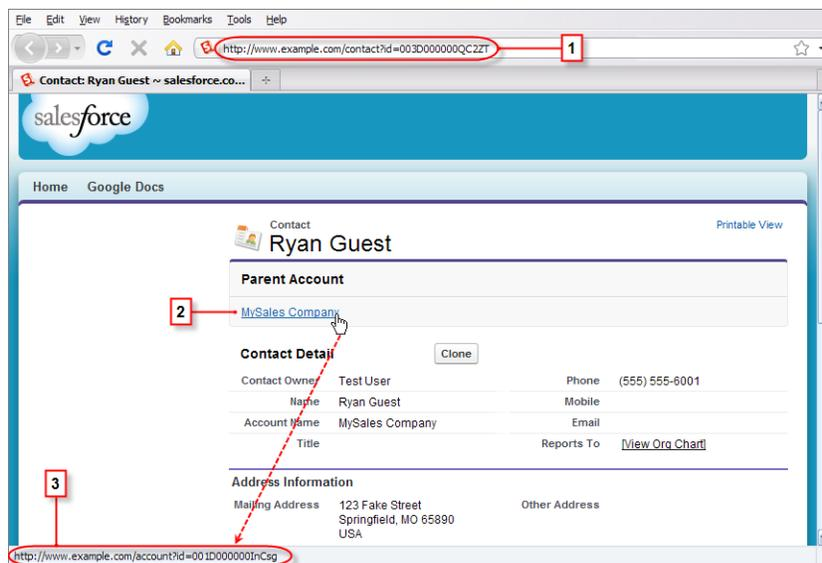 File Edit View History Bookmarks Tools Help
http://www.example.com/contact?id=003D000000QC2ZT
1
Contact: Ryan Guest ~ salesforce.co...
salesforce
Home Google Docs
Contact
Ryan Guest
Printable View
Parent Account
2
MySales Company
Contact Detail
Clone
Contact Owner Test User Phone (555) 555-6001
Name Ryan Guest Mobile
Account Name MySales Company Email
Title Reports To [View Org Chart]
Address Information
3
Mailing Address 123 Fake Street Other Address
Springfield, MO 65890
USA
http://www.example.com/account?id=001D000000InCsg